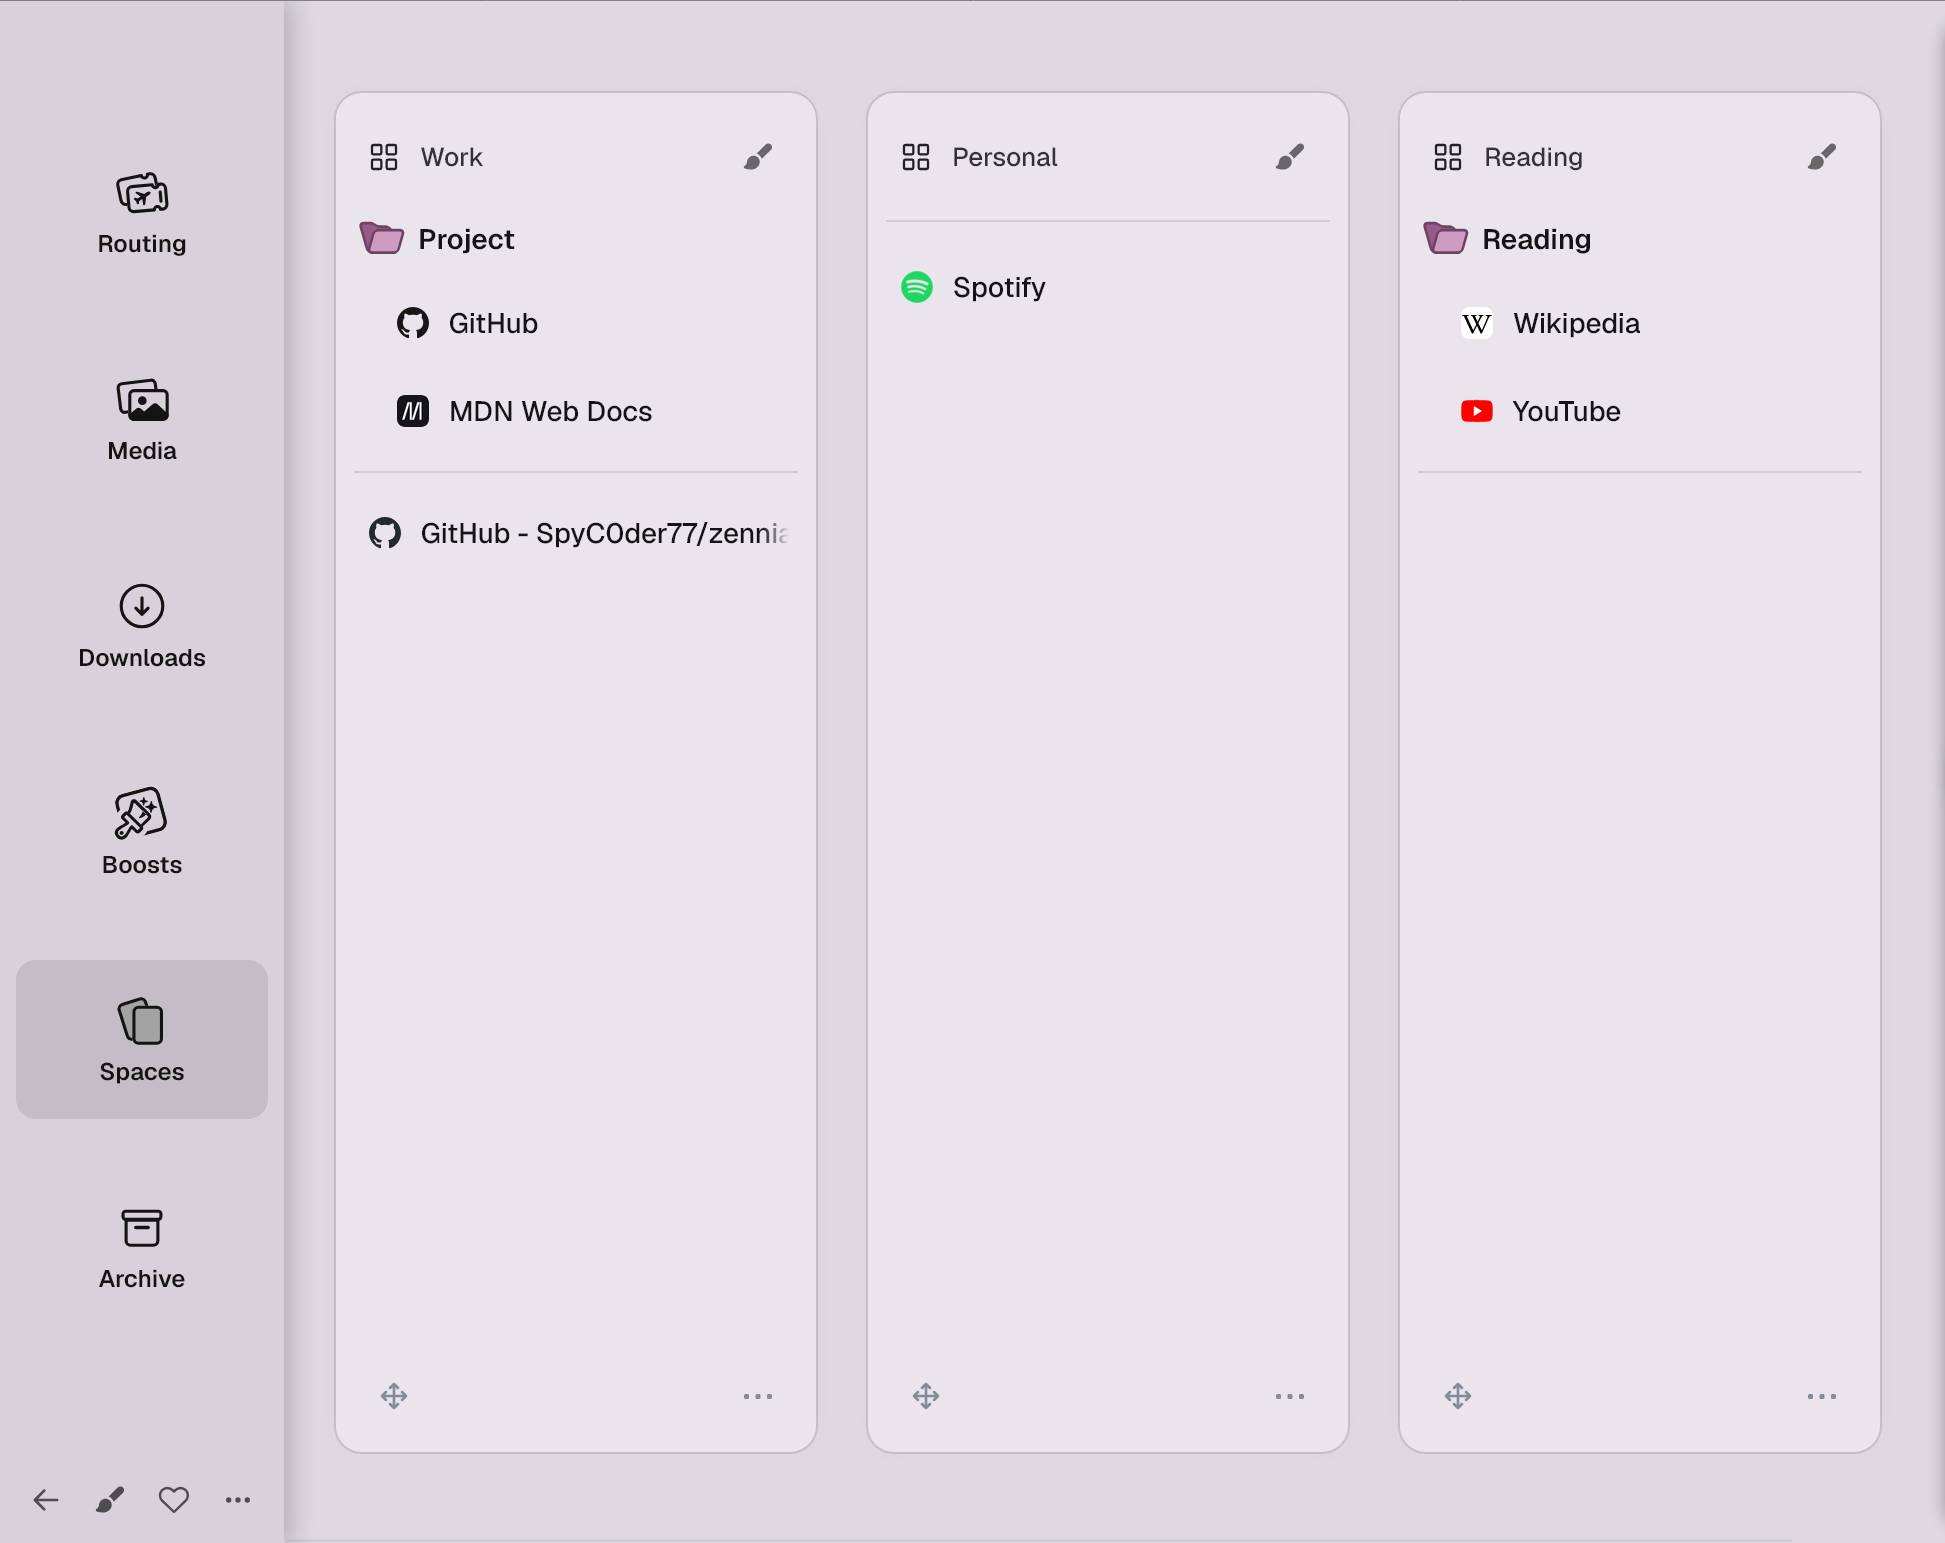 Routing
Media
Downloads
Boosts
Spaces
Archive
Work
Project
GitHub
MDN Web Docs
GitHub - SpyC0der77/zennia
Personal
Spotify
Reading
Reading
Wikipedia
YouTube